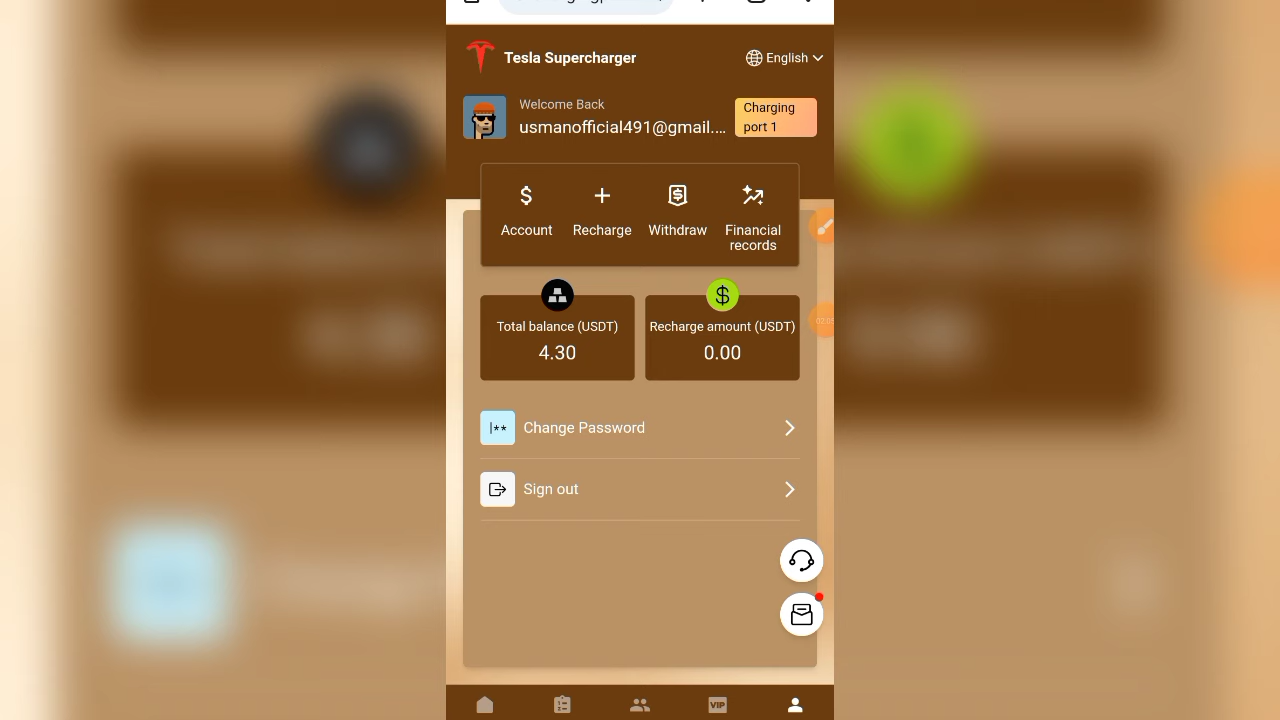 Tesla Supercharger
English
Welcome Back
usmanofficial491@gmail....
Charging
port 1
Account
Recharge
Withdraw
Financial
records
Total balance (USDT)
4.30
Recharge amount (USDT)
0.00
|**
Change Password
Sign out
VIP